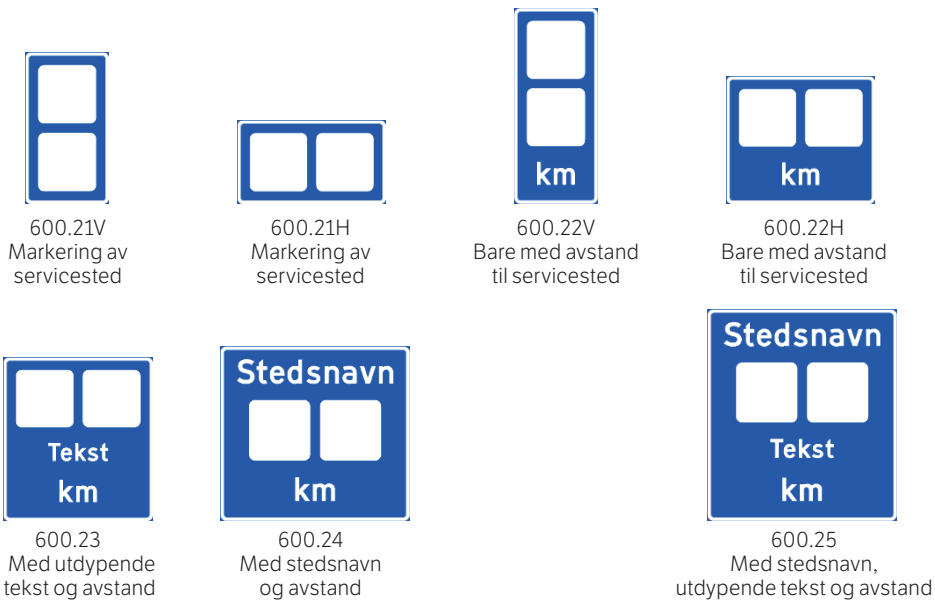 km
km
600.21V
Markering av
servicested
600.21H
Markering av
servicested
600.22V
Bare med avstand
til servicested
600.22H
Bare med avstand
til servicested
Tekst
km
Stedsnavn
km
Stedsnavn
Tekst
km
600.23
Med utdypende
tekst og avstand
600.24
Med stedsnavn
og avstand
600.25
Med stedsnavn,
utdypende tekst og avstand